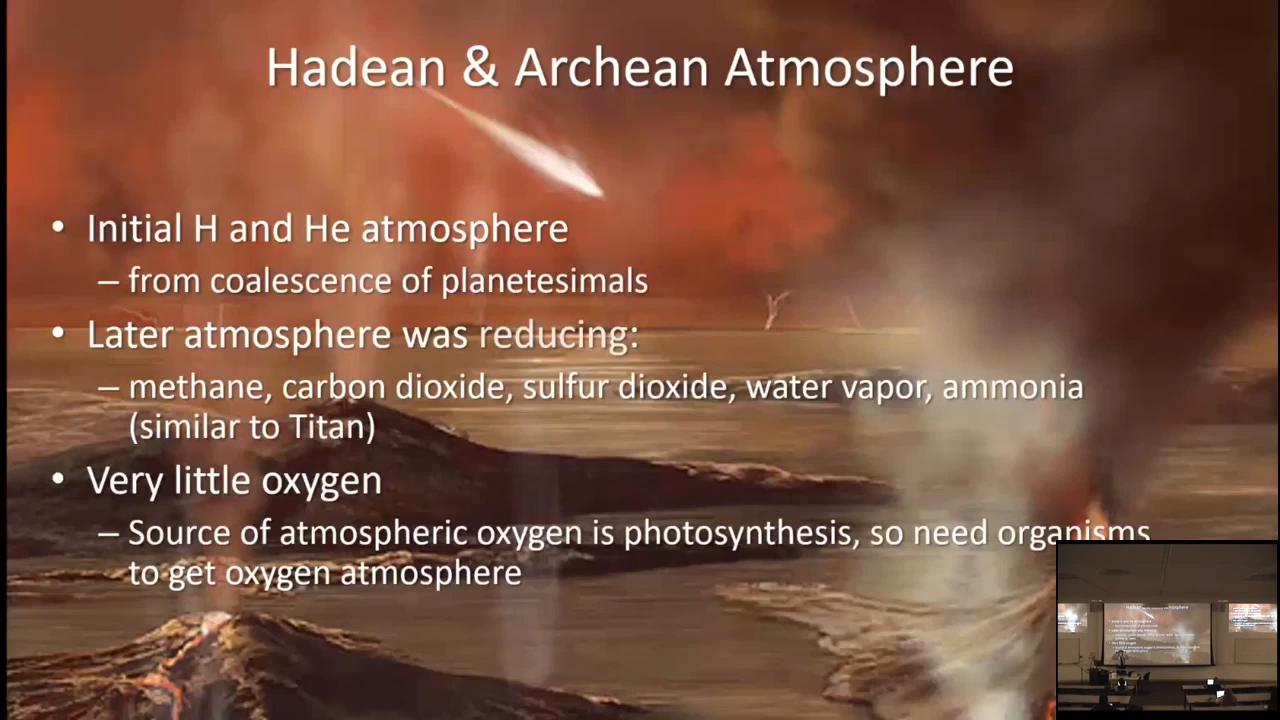 Hadean & Archean Atmosphere
• Initial H and He atmosphere
– from coalescence of planetesimals
• Later atmosphere was reducing:
– methane, carbon dioxide, sulfur dioxide, water vapor, ammonia
(similar to Titan)
• Very little oxygen
– Source of atmospheric oxygen is photosynthesis, so need organisms
to get oxygen atmosphere